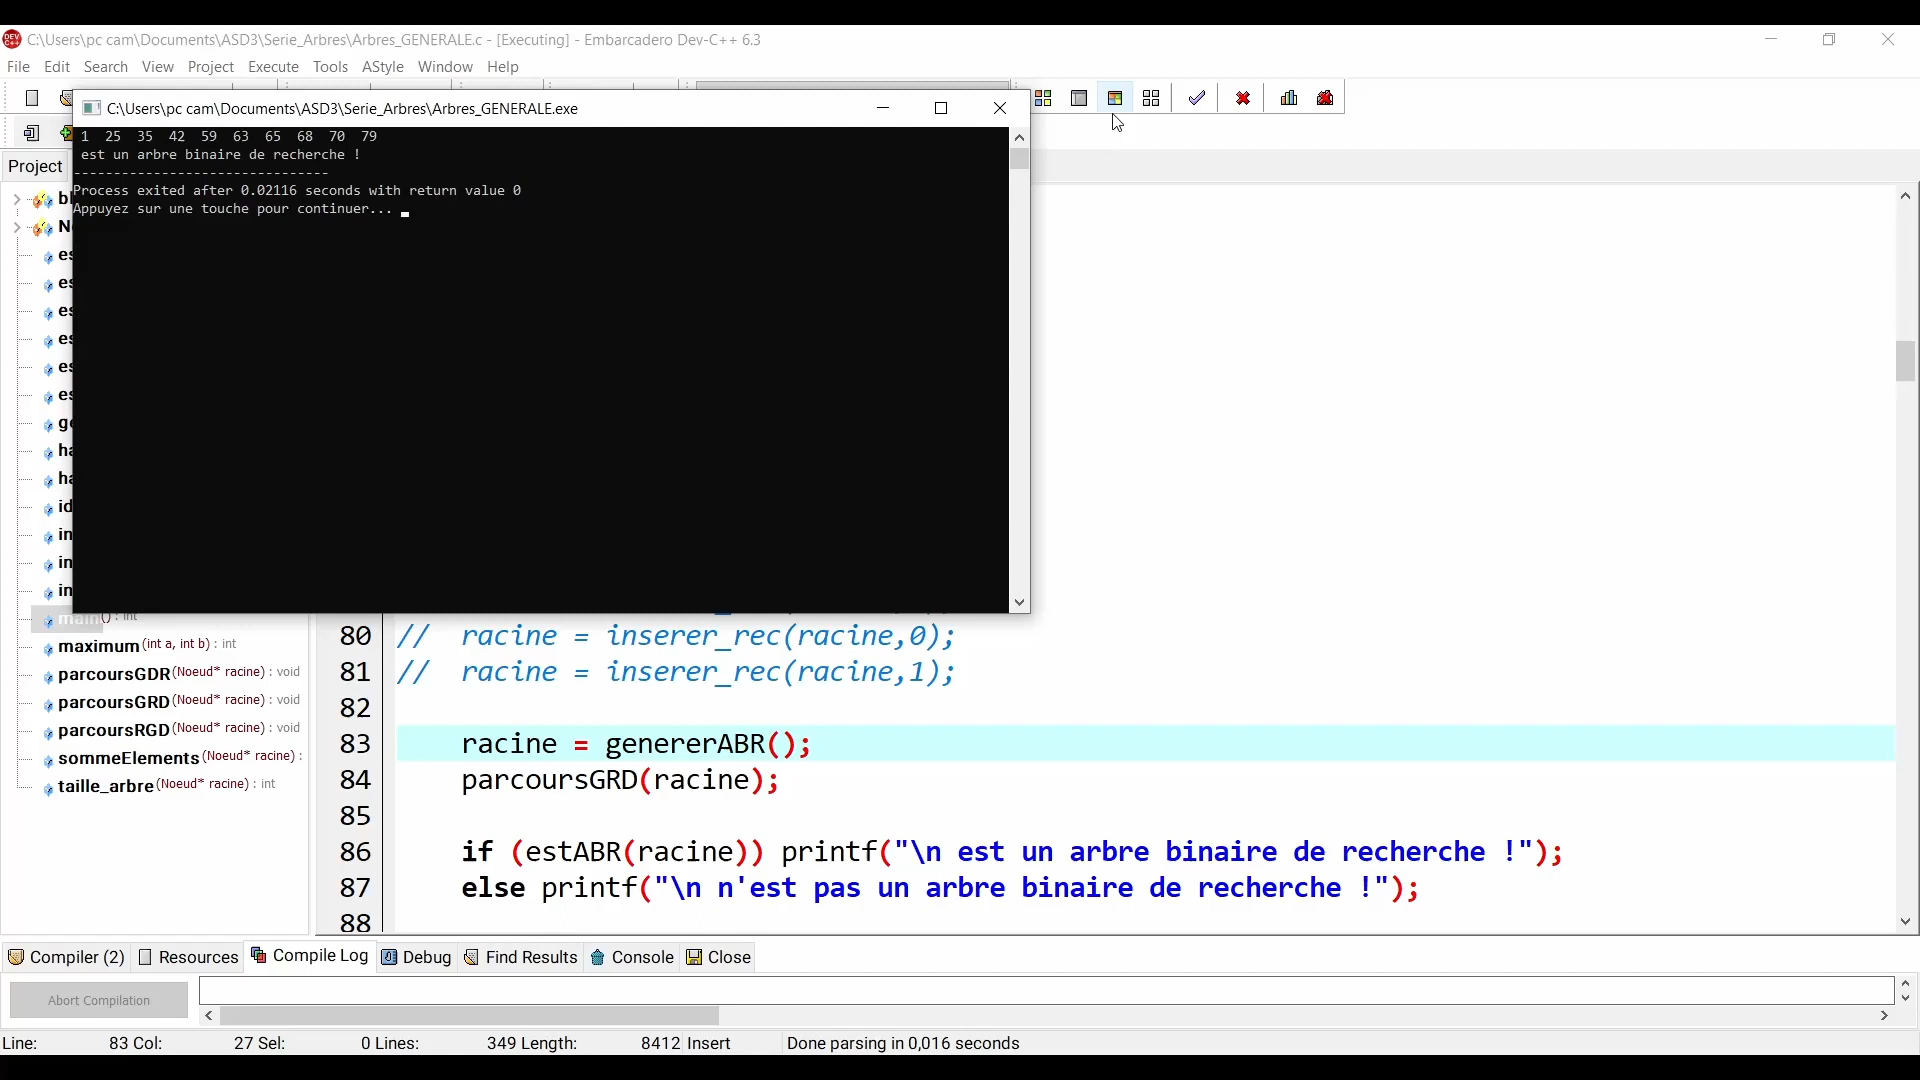 C:\Users\pc cam\Documents\ASD3\Serie_Arbres\Arbres_GENERALE.c - [Executing] - Embarcadero Dev-C++ 6.3
File Edit Search View Project Execute Tools AStyle Window Help
C:\Users\pc cam\Documents\ASD3\Serie_Arbres\Arbres_GENERALE.exe
1 25 35 42 59 63 65 68 70 79
est un arbre binaire de recherche !
--------------------------------
Process exited after 0.02116 seconds with return value 0
Appuyez sur une touche pour continuer...
Project
main() : int
maximum (int a, int b) : int
parcoursGDR (Noeud* racine) : void
parcoursGRD (Noeud* racine) : void
parcoursRGD (Noeud* racine) : void
sommeElements (Noeud* racine) :
taille_arbre (Noeud* racine) : int
80 // racine = inserer_rec(racine,0);
81 // racine = inserer_rec(racine,1);
82
83 racine = genererABR();
84 parcoursGRD(racine);
85
86 if (estABR(racine)) printf("\n est un arbre binaire de recherche !");
87 else printf("\n n'est pas un arbre binaire de recherche !");
88
Compiler (2) Resources Compile Log Debug Find Results Console Close
Abort Compilation
Line: 83 Col: 27 Sel: 0 Lines: 349 Length: 8412 Insert Done parsing in 0,016 seconds